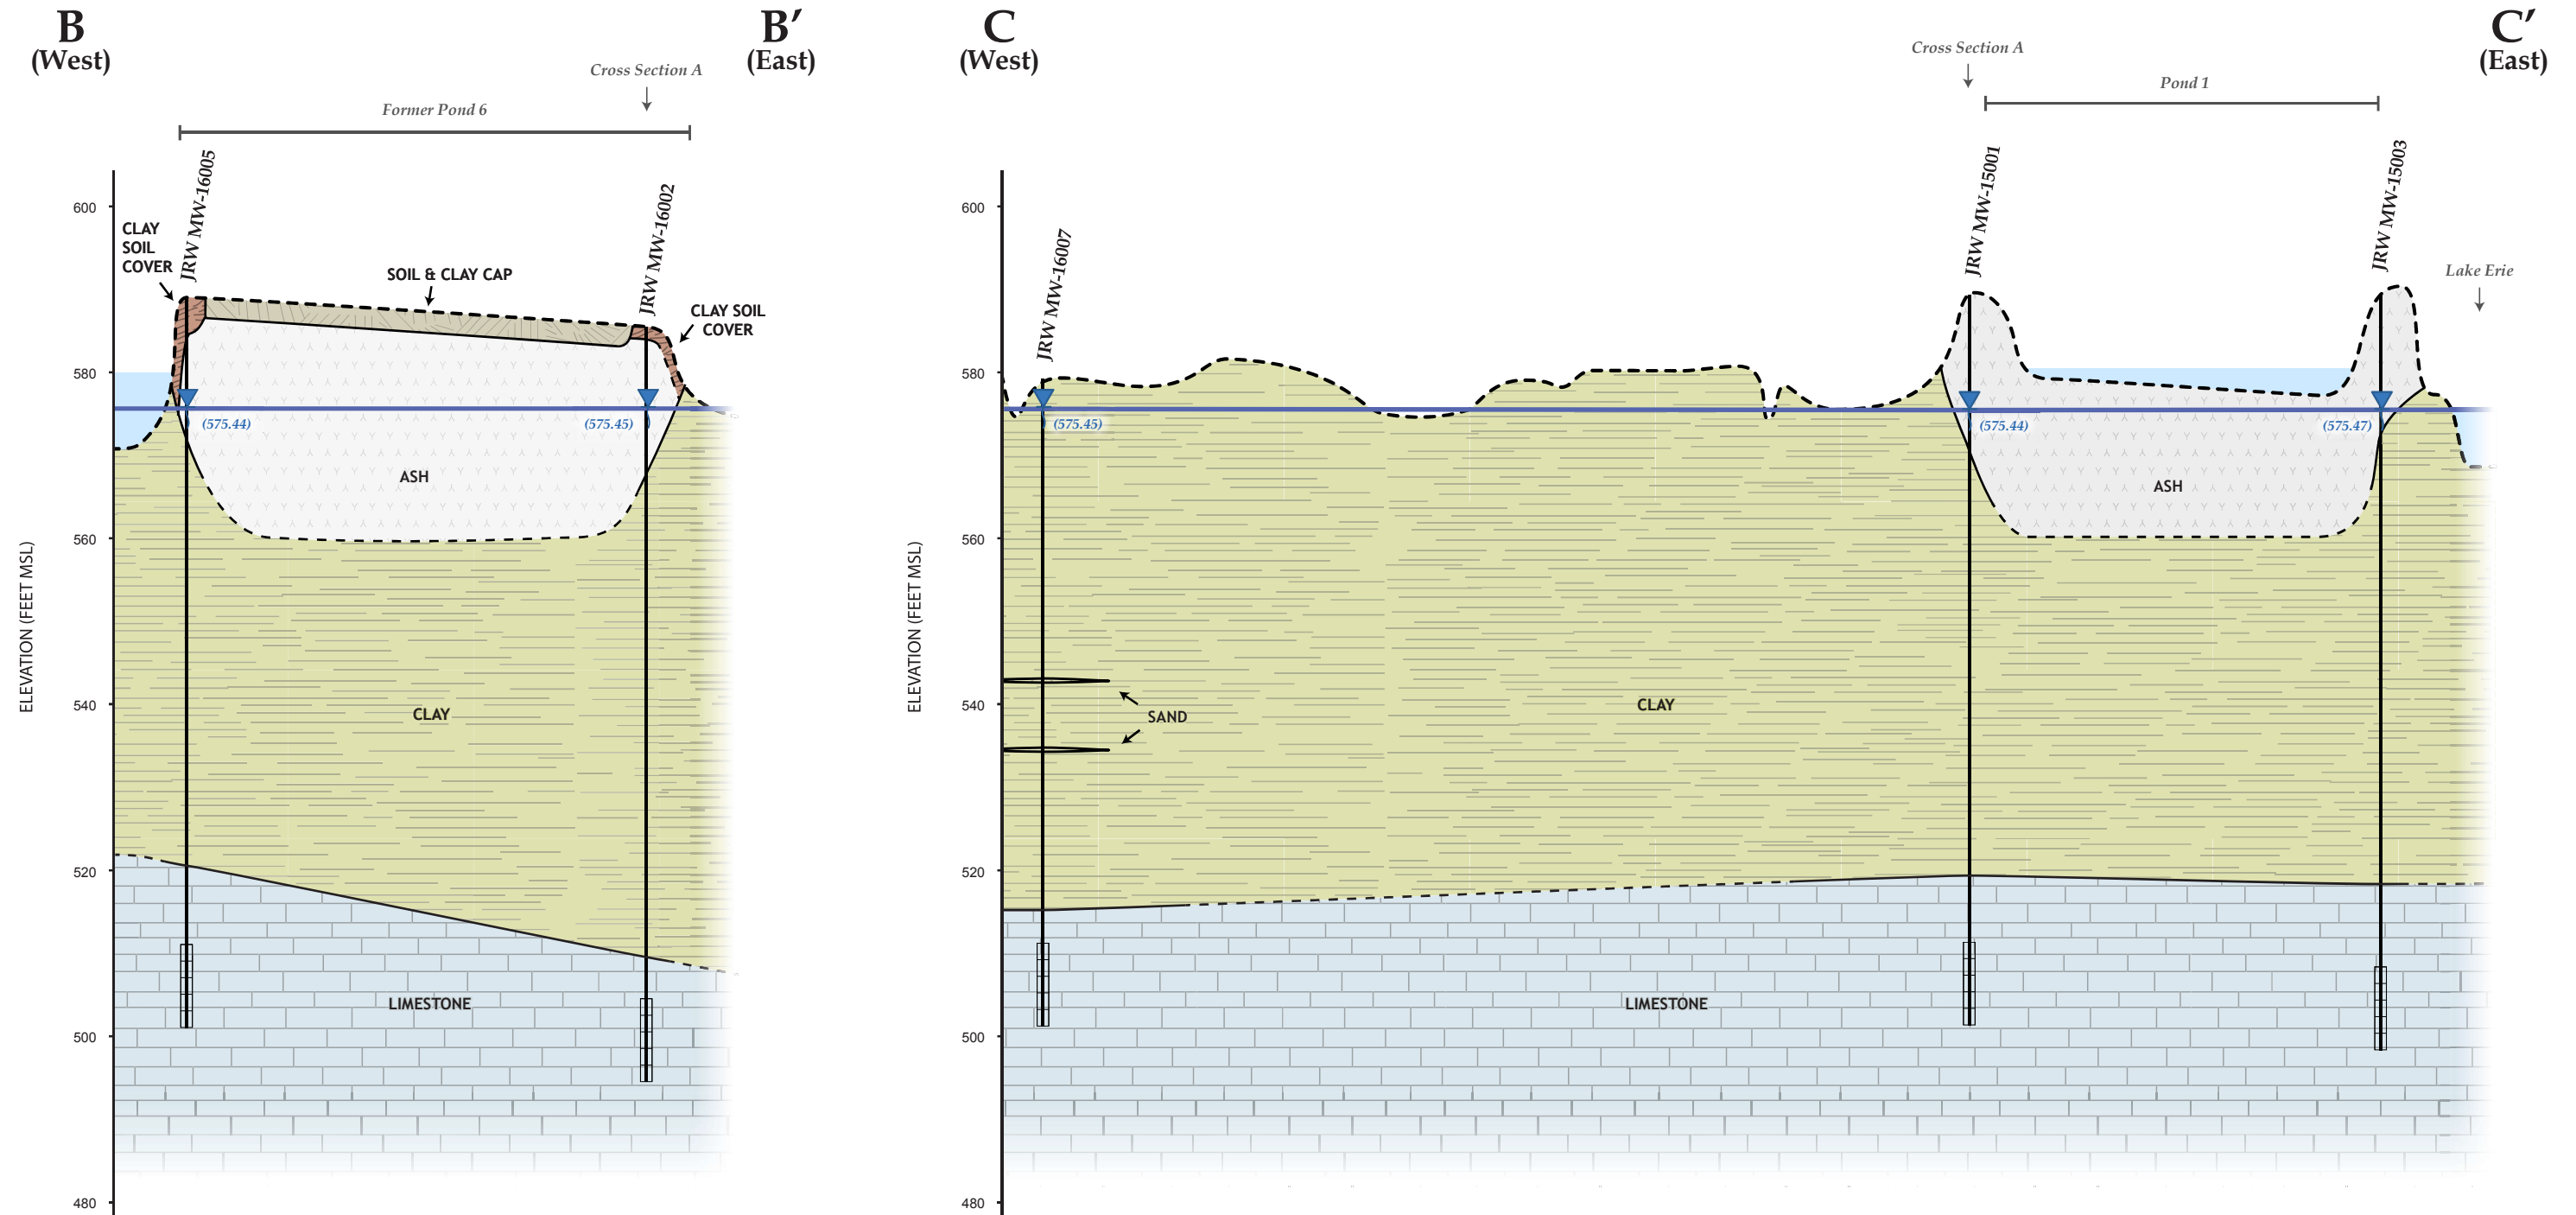 B
(West)
B′
(East)
Cross Section A
Former Pond 6
JRW MW-16005
JRW MW-16002
CLAY
SOIL
COVER
SOIL & CLAY CAP
CLAY SOIL
COVER
ELEVATION (FEET MSL)
600
580
560
540
520
500
480
(575.44)
(575.45)
ASH
CLAY
LIMESTONE
C
(West)
C′
(East)
Cross Section A
Pond 1
JRW MW-16007
JRW MW-15001
JRW MW-15003
Lake Erie
ELEVATION (FEET MSL)
600
580
560
540
520
500
480
(575.45)
(575.44)
(575.47)
ASH
SAND
CLAY
LIMESTONE